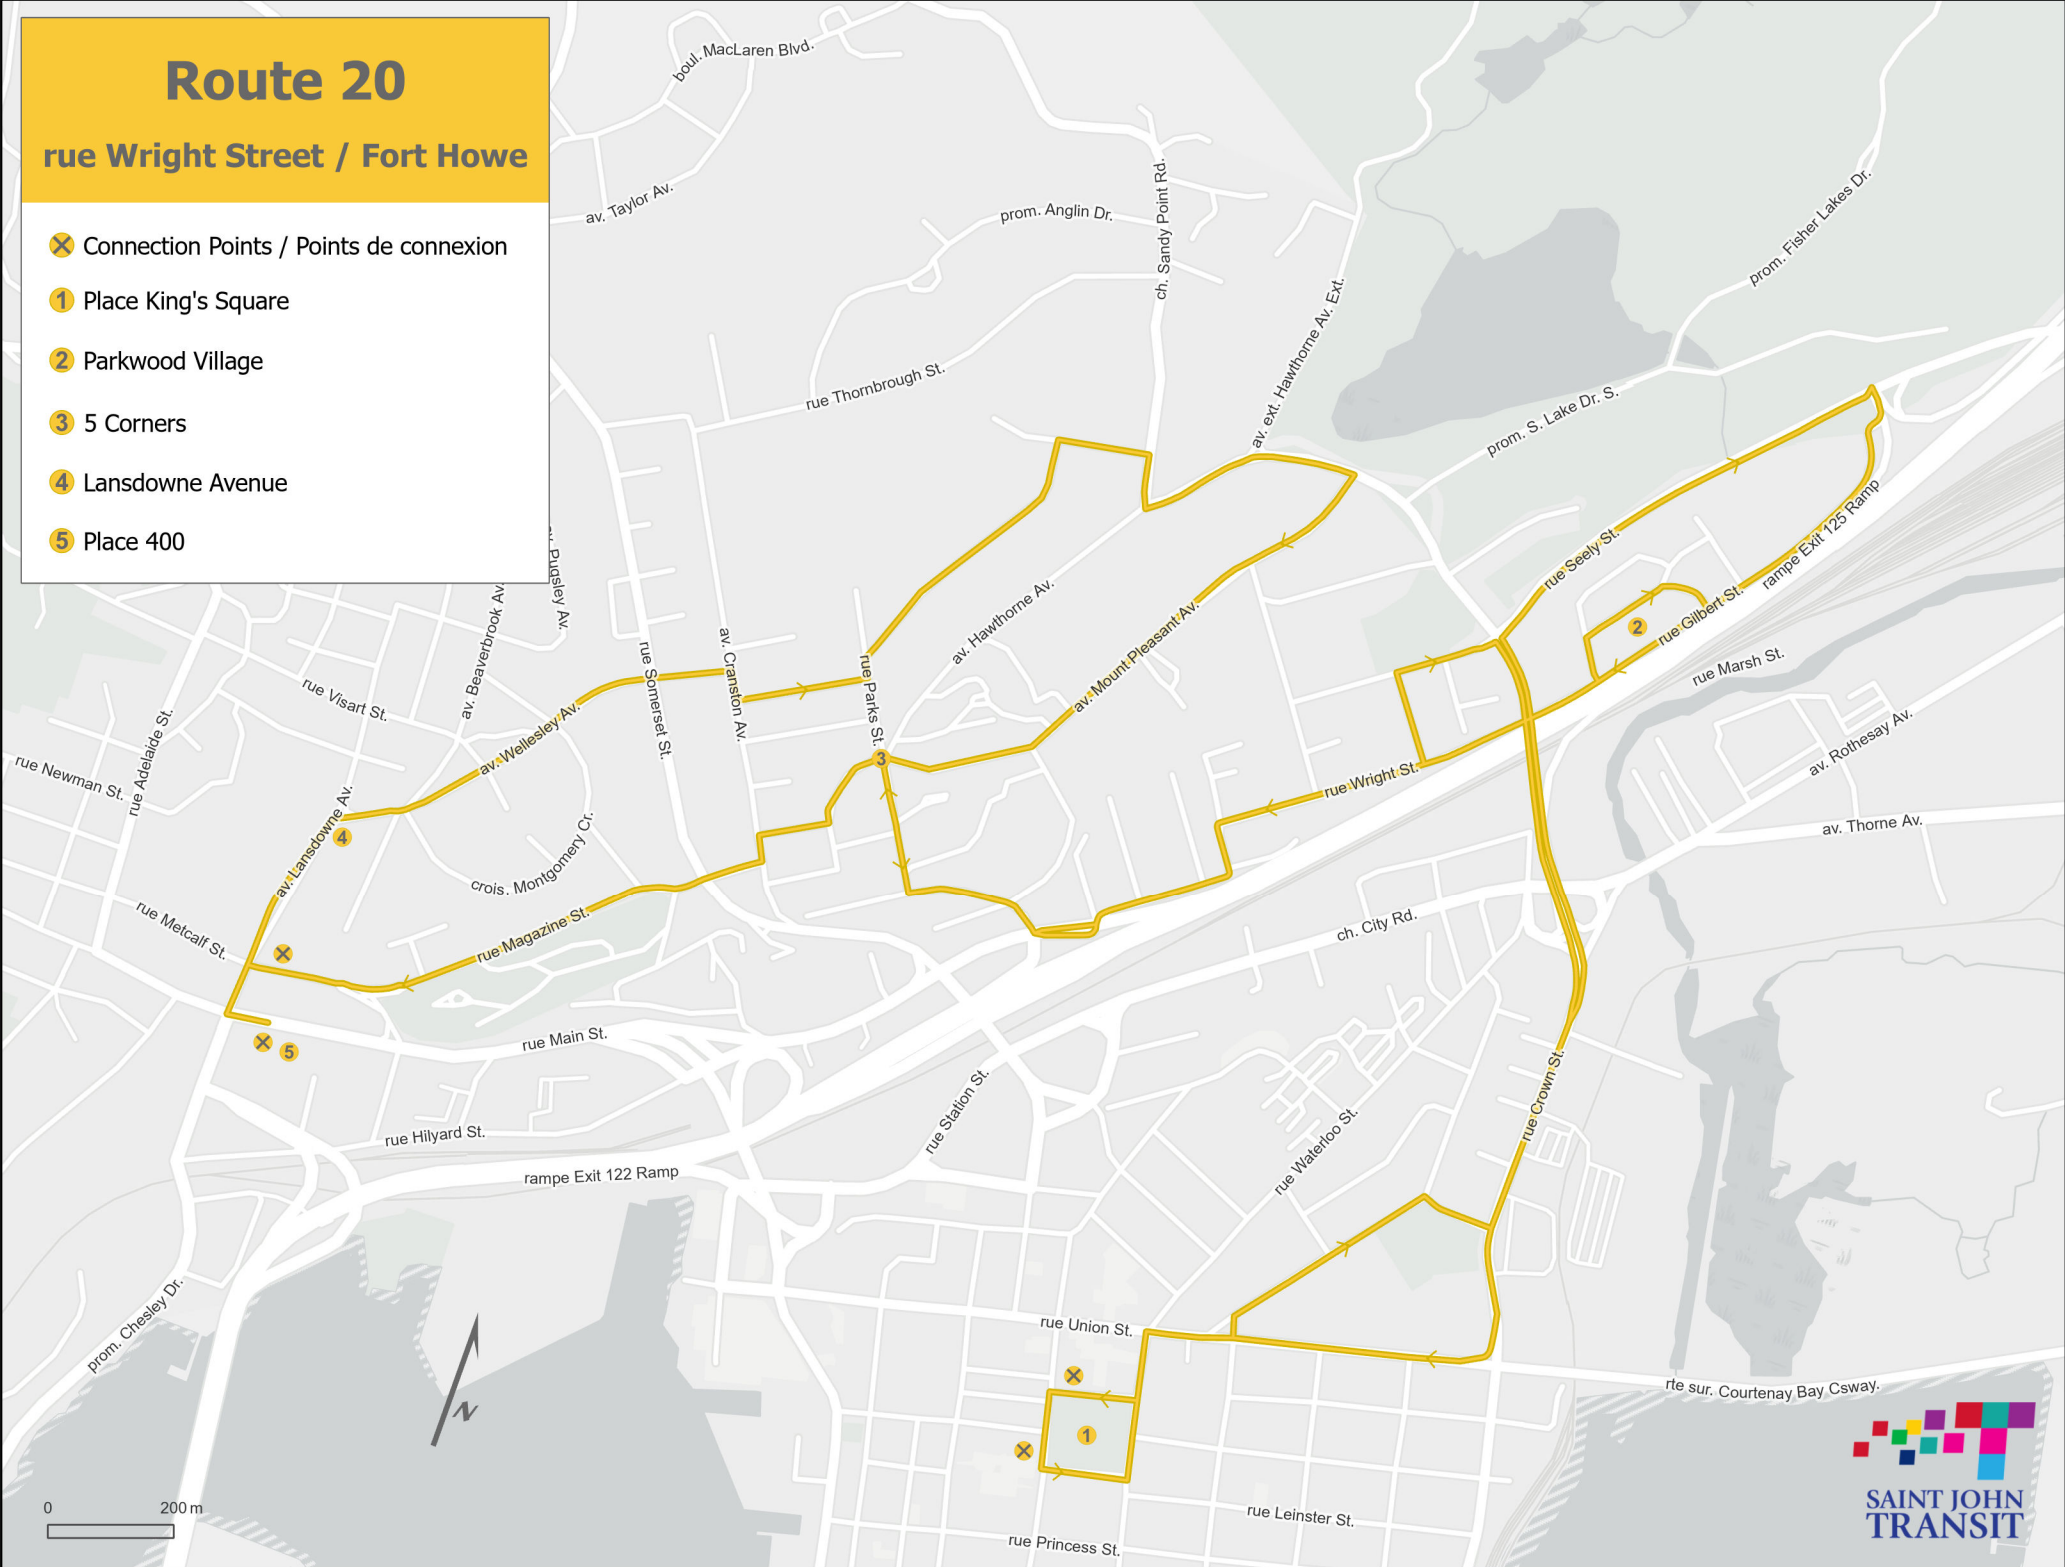 Route 20
rue Wright Street / Fort Howe
Connection Points / Points de connexion
1 Place King's Square
2 Parkwood Village
3 5 Corners
4 Lansdowne Avenue
5 Place 400
boul. MacLaren Blvd.
av. Taylor Av.
prom. Anglin Dr.
ch. Sandy Point Rd.
prom. Fisher Lakes Dr.
av. ext. Hawthorne Av. Ext.
rue Thornbrough St.
prom. S. Lake Dr. S.
rue Seely St.
rampe Exit 125 Ramp
av. Pugsley Av.
av. Beaverbrook Av.
rue Somerset St.
av. Cranston Av.
rue Parks St.
av. Hawthorne Av.
av. Mount Pleasant Av.
2
rue Gilbert St.
rue Marsh St.
rue Visart St.
rue Adelaide St.
rue Newman St.
av. Wellesley Av.
3
rue Wright St.
av. Rothesay Av.
av. Thorne Av.
av. Lansdowne Av.
4
crois. Montgomery Cr.
rue Metcalf St.
rue Magazine St.
ch. City Rd.
5
rue Main St.
rue Station St.
rue Crown St.
rue Hilyard St.
rampe Exit 122 Ramp
rue Waterloo St.
prom. Chesley Dr.
rue Union St.
rte sur. Courtenay Bay Csway.
N
1
0
200 m
rue Leinster St.
rue Princess St.
SAINT JOHN
TRANSIT